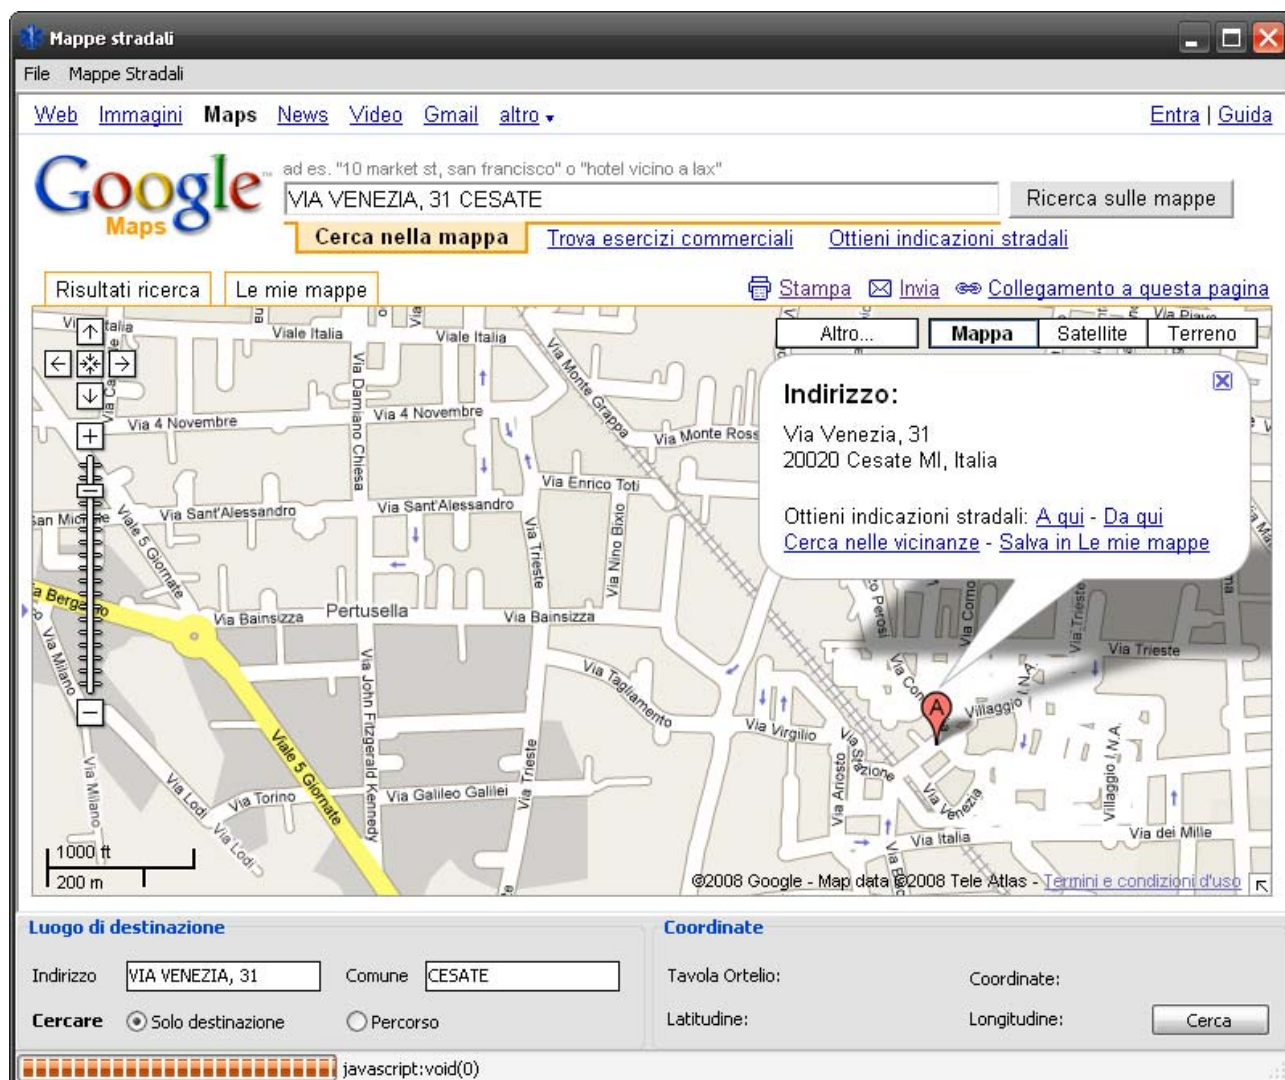 Mappe stradali
File Mappe Stradali
Web Immagini Maps News Video Gmail altro
Entra | Guida
Google™
Maps
ad es. "10 market st, san francisco" o "hotel vicino a lax"
VIA VENEZIA, 31 CESATE
Ricerca sulle mappe
Cerca nella mappa Trova esercizi commerciali Ottieni indicazioni stradali
Risultati ricerca Le mie mappe
Stampa Invia Collegamento a questa pagina
Altro... Mappa Satellite Terreno
Viale Italia
Viale Italia
Via Damiano Chiesa
Via Monte Grappa
Via 4 Novembre
Via 4 Novembre
Via Enrico Toti
Via Sant'Alessandro
Via Sant'Alessandro
Viale 5 Giornate
Via Trieste
Via Nino Bixio
Via Bainsizza
Pertusella
Via Bainsizza
Via Milano
Via Tagliamento
Via John Fitzgerald Kennedy
Viale 5 Giornate
Via Trieste
Via Milano
Via Lodi
Via Torino
Via Galileo Galilei
Via Lodi
Indirizzo:
Via Venezia, 31
20020 Cesate MI, Italia
Ottieni indicazioni stradali: A qui - Da qui
Cerca nelle vicinanze - Salva in Le mie mappe
Via Trieste
Via Trieste
Villaggio I.N.A.
A
Via Virgilio
Via Stazione
Via Ariosto
Via Venezia
Villaggio I.N.A.
Via Italia
Via dei Mille
1000 ft
200 m
©2008 Google - Map data ©2008 Tele Atlas - Termini e condizioni d'uso
Luogo di destinazione
Indirizzo VIA VENEZIA, 31 Comune CESATE
Cercare Solo destinazione Percorso
Coordinate
Tavola Ortelio: Coordinate:
Latitudine: Longitudine: Cerca
javascript:void(0)